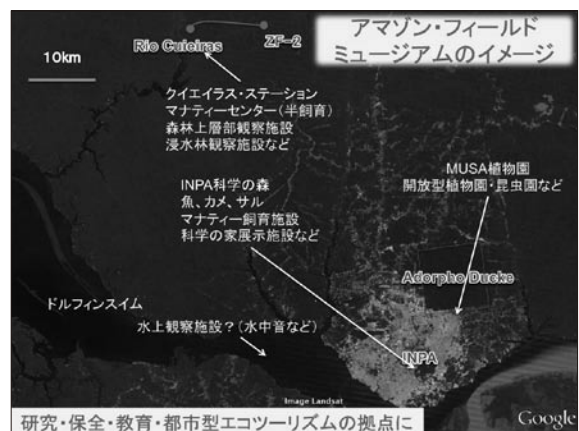 アマゾン・フィールド
ミュージアムのイメージ
ZF-2
Rio Cuieiras
10km
クイエイラス・ステーション
マナティーセンター(半飼育)
森林上層部観察施設
浸水林観察施設など
MUSA植物園
開放型植物園・昆虫園など
INPA科学の森
魚、カメ、サル
マナティー飼育施設
科学の家展示施設など
Adorpho Ducke
ドルフィンスイム
水上観察施設?(水中音など)
INPA
Image Landsat
Google
研究・保全・教育・都市型エコツーリズムの拠点に